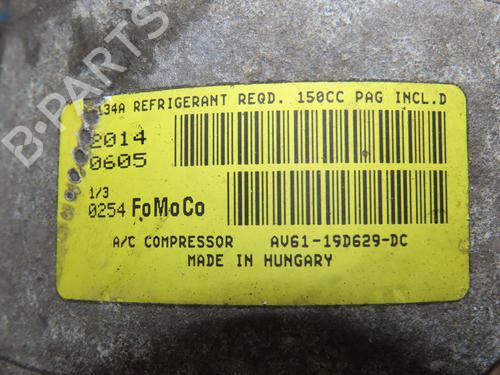 134A REFRIGERANT REQD. 150CC PAG INCL.D
2014
0605
1/3
0254 FoMoCo
A/C COMPRESSOR AV61-19D629-DC
MADE IN HUNGARY
B-PARTS